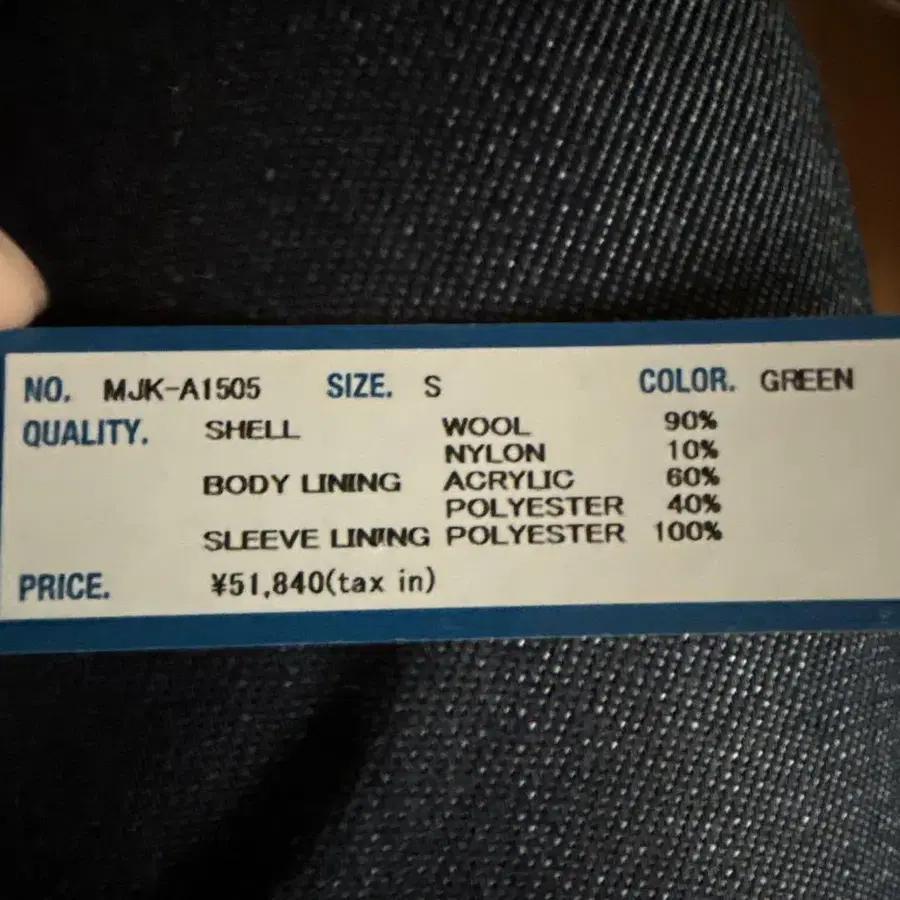 NO. MJK-A1505 SIZE. S COLOR. GREEN
QUALITY. SHELL WOOL 90%
NYLON 10%
BODY LINING ACRYLIC 60%
POLYESTER 40%
SLEEVE LINING POLYESTER 100%
PRICE. ¥51,840(tax in)